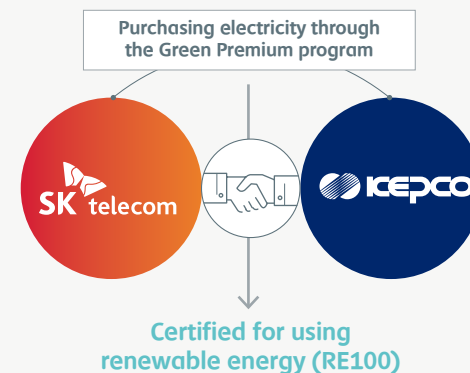 Purchasing electricity through
the Green Premium program
SK telecom
KEPCO
Certified for using
renewable energy (RE100)